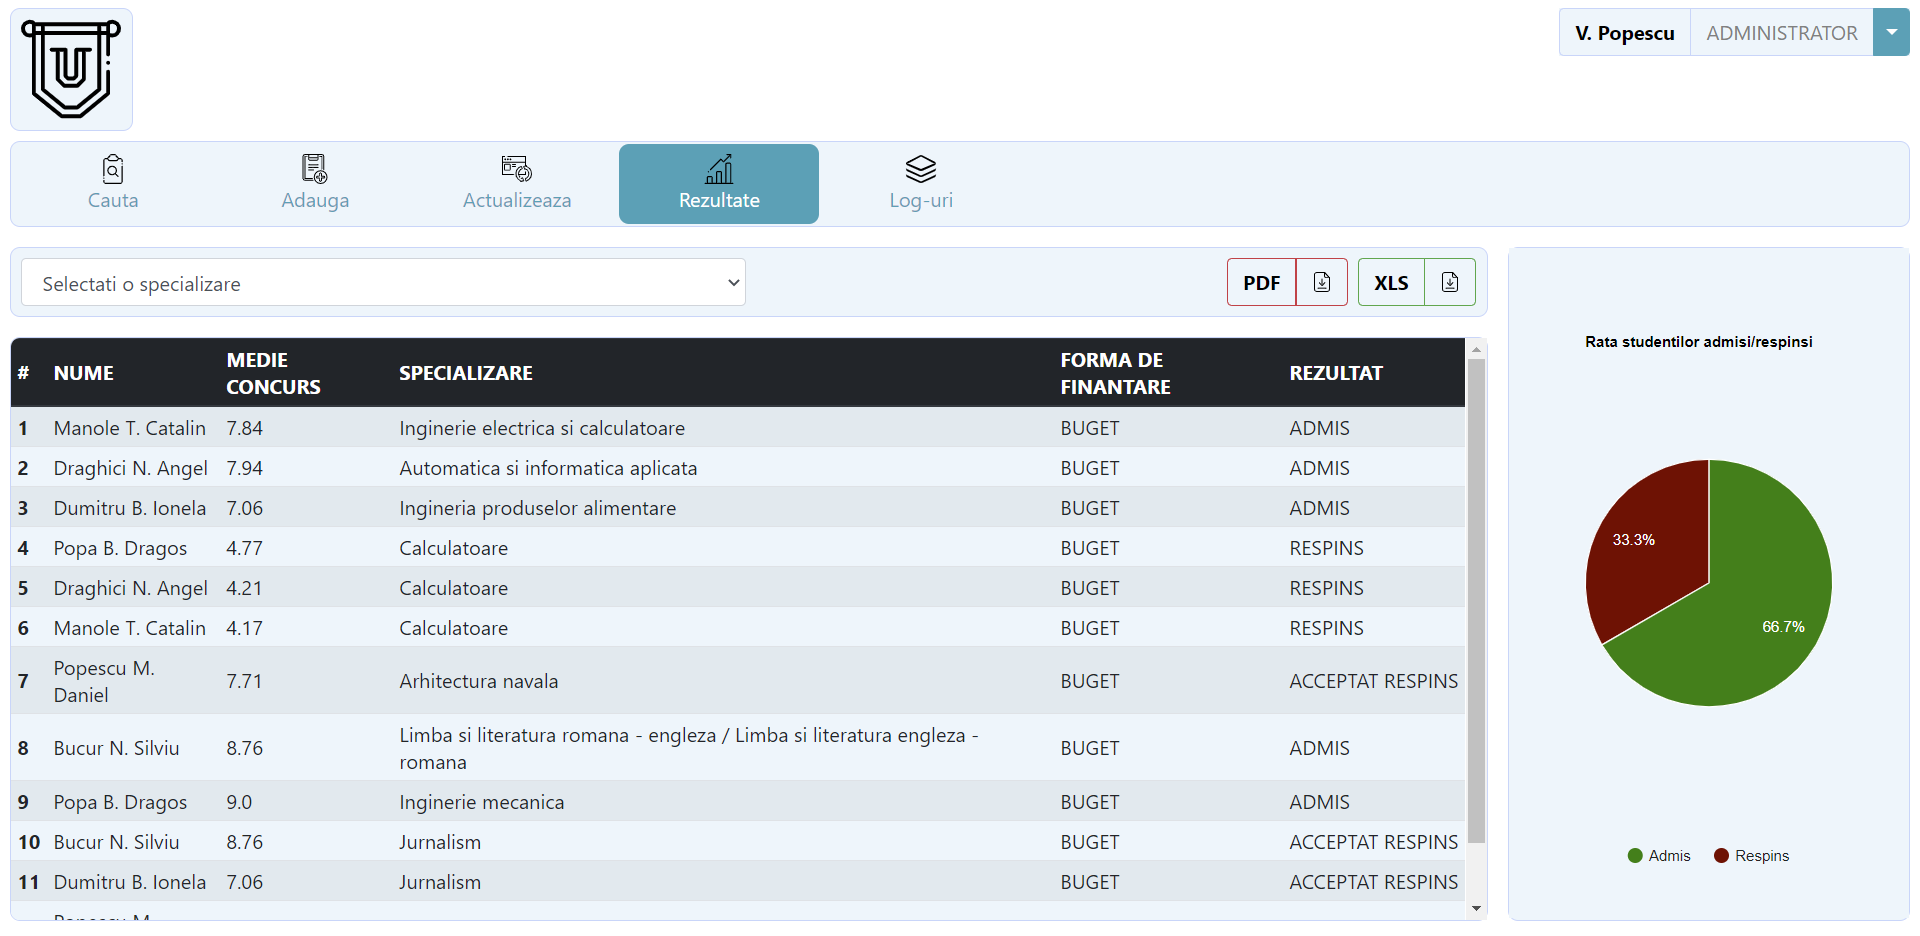 U
V. Popescu ADMINISTRATOR
Cauta Adauga Actualizeaza Rezultate Log-uri
Selectati o specializare PDF XLS
# NUME MEDIE CONCURS SPECIALIZARE FORMA DE FINANTARE REZULTAT
1 Manole T. Catalin 7.84 Inginerie electrica si calculatoare BUGET ADMIS
2 Draghici N. Angel 7.94 Automatica si informatica aplicata BUGET ADMIS
3 Dumitru B. Ionela 7.06 Ingineria produselor alimentare BUGET ADMIS
4 Popa B. Dragos 4.77 Calculatoare BUGET RESPINS
5 Draghici N. Angel 4.21 Calculatoare BUGET RESPINS
6 Manole T. Catalin 4.17 Calculatoare BUGET RESPINS
7 Popescu M. Daniel 7.71 Arhitectura navala BUGET ACCEPTAT RESPINS
8 Bucur N. Silviu 8.76 Limba si literatura romana - engleza / Limba si literatura engleza - romana BUGET ADMIS
9 Popa B. Dragos 9.0 Inginerie mecanica BUGET ADMIS
10 Bucur N. Silviu 8.76 Jurnalism BUGET ACCEPTAT RESPINS
11 Dumitru B. Ionela 7.06 Jurnalism BUGET ACCEPTAT RESPINS
Rata studentilor admisi/respinsi
33.3%
66.7%
Admis Respins